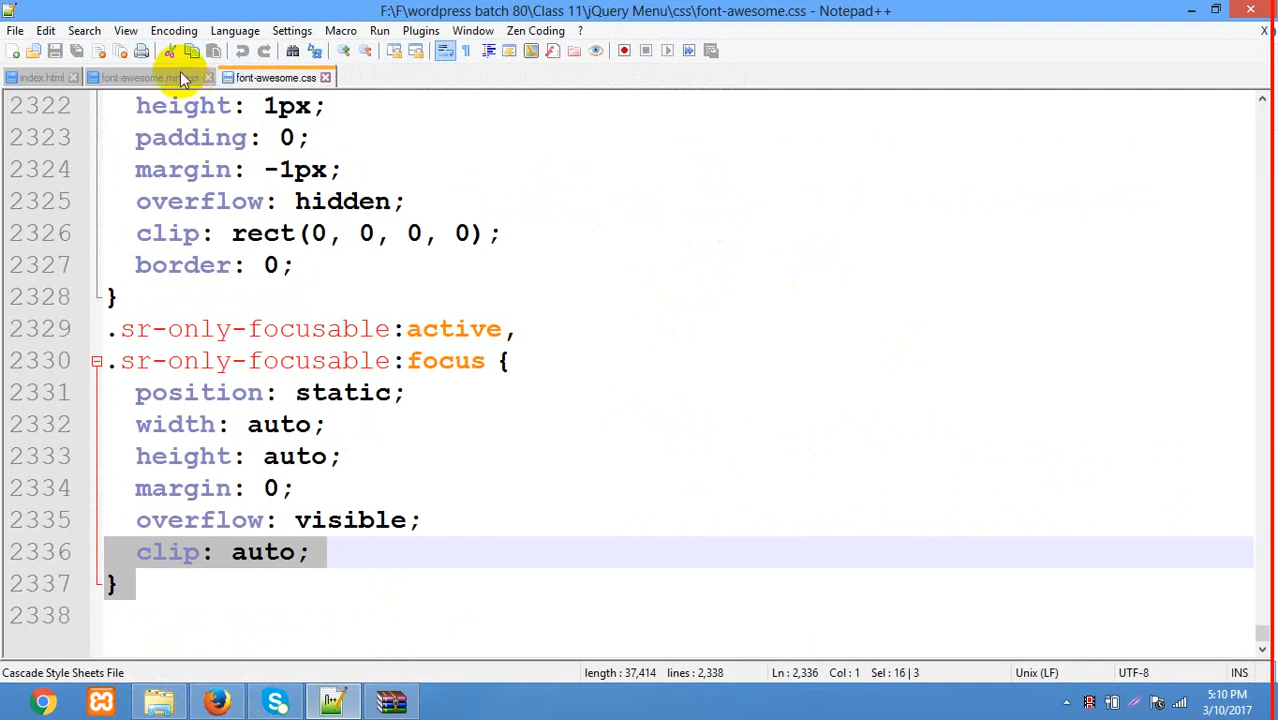 F:\F\wordpress batch 80\Class 11\jQuery Menu\css\font-awesome.css - Notepad++
File Edit Search View Encoding Language Settings Macro Run Plugins Window Zen Coding ? X
index.html font-awesome.min.css font-awesome.css
2322 height: 1px;
2323 padding: 0;
2324 margin: -1px;
2325 overflow: hidden;
2326 clip: rect(0, 0, 0, 0);
2327 border: 0;
2328 }
2329 .sr-only-focusable:active,
2330 .sr-only-focusable:focus {
2331 position: static;
2332 width: auto;
2333 height: auto;
2334 margin: 0;
2335 overflow: visible;
2336 clip: auto;
2337 }
2338
Cascade Style Sheets File length : 37,414 lines : 2,338 Ln : 2,336 Col : 1 Sel : 16 | 3 Unix (LF) UTF-8 INS
5:10 PM
3/10/2017